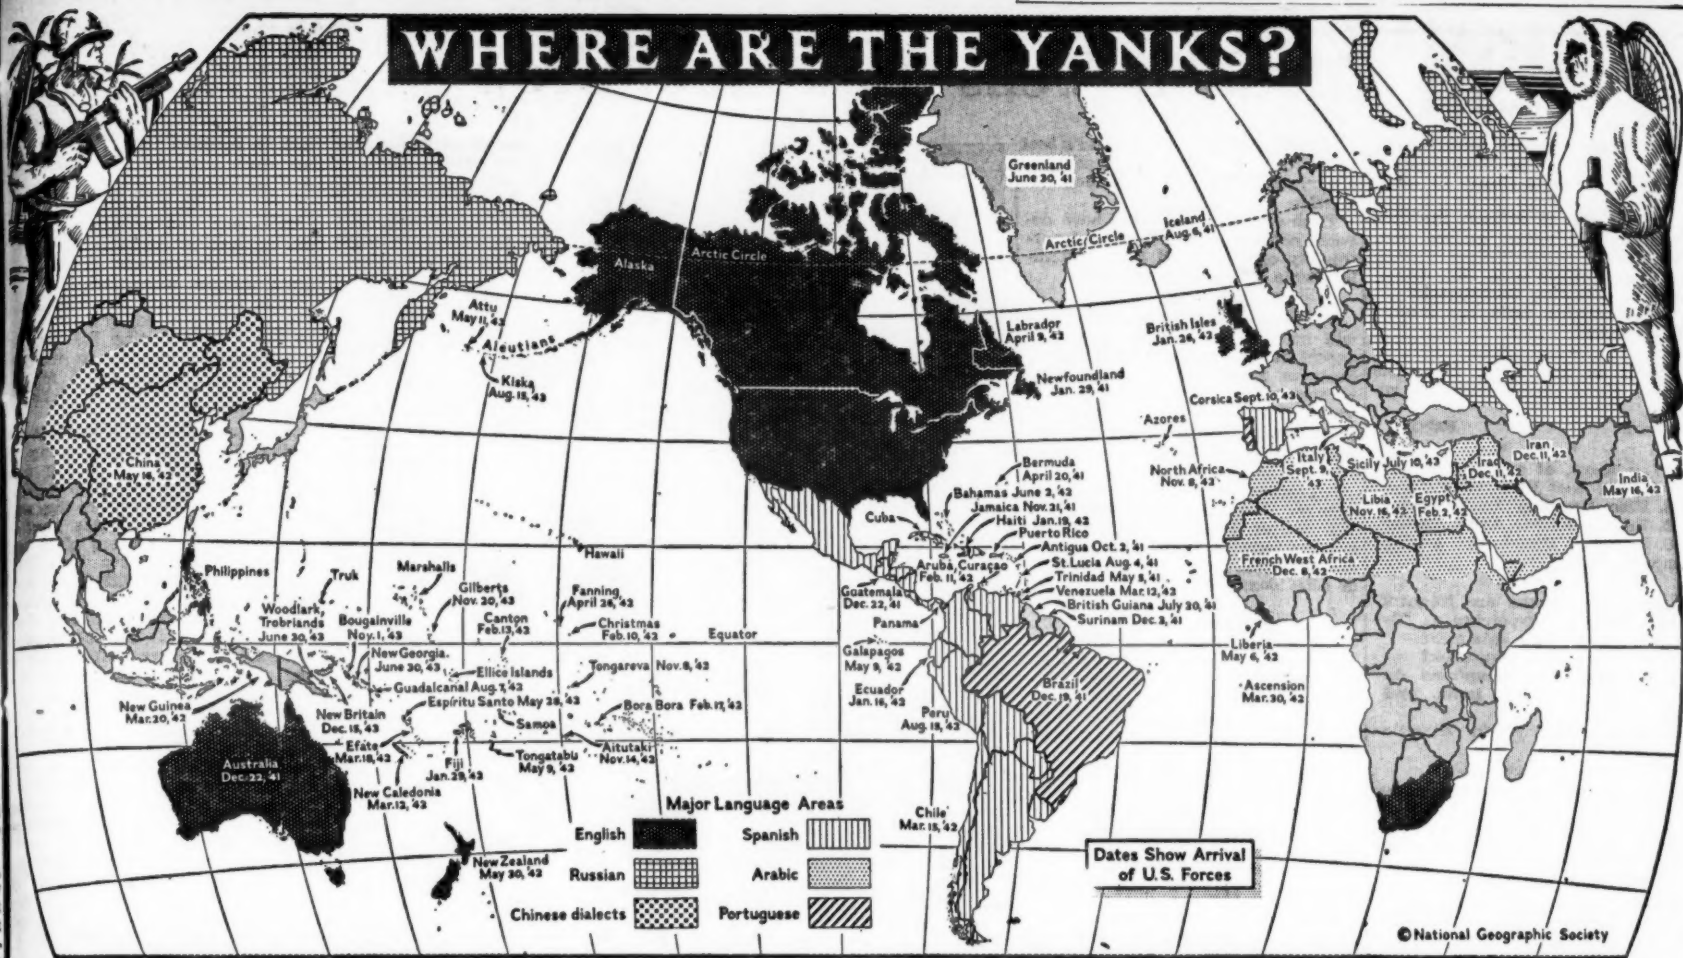 WHERE ARE THE YANKS?
Greenland
June 30, '41
Iceland
Aug. 6, '41
Arctic Circle
Arctic Circle
Alaska
Attu
May 11, '43
Aleutians
Kiska
Aug. 15, '43
Labrador
April 9, '42
Newfoundland
Jan. 29, '41
British Isles
Jan. 26, '42
Corsica Sept. 10, '43
Azores
Italy
Sept. 9,
'43
Sicily July 10, '43
Iraq
Dec. 11, '42
Iran
Dec. 11, '42
India
May 16, '42
China
May 16, '42
North Africa
Nov. 8, '42
Libia
Nov. 16, '42
Egypt
Feb. 2, '42
French West Africa
Dec. 8, '42
Liberia
May 6, '42
Ascension
Mar. 30, '42
Bermuda
April 20, '41
Bahamas June 2, '42
Jamaica Nov. 21, '41
Haiti Jan. 19, '42
Puerto Rico
Cuba
Antigua Oct. 2, '41
Aruba, Curaçao
Feb. 11, '42
St. Lucia Aug. 4, '41
Trinidad May 5, '41
Venezuela Mar. 12, '42
British Guiana July 20, '41
Surinam Dec. 3, '41
Guatemala
Dec. 22, '41
Panama
Galapagos
May 9, '42
Ecuador
Jan. 16, '42
Peru
Aug. 15, '42
Brazil
Dec. 19, '41
Chile
Mar. 15, '42
Hawaii
Philippines
Truk
Marshalls
Gilberts
Nov. 20, '43
Fanning
April 26, '42
Woodlark,
Trobriands
June 30, '43
Bougainville
Nov. 1, '43
Canton
Feb. 13, '42
Christmas
Feb. 10, '42
Equator
New Georgia
June 30, '43
Ellice Islands
Tongareva Nov. 8, '42
Guadalcanal Aug. 7, '42
New Guinea
Mar. 20, '42
New Britain
Dec. 15, '43
Espíritu Santo May 28, '42
Samoa
Bora Bora Feb. 17, '42
Efate
Mar. 18, '42
Fiji
Jan. 29, '42
Tongatabu
May 9, '42
Aitutaki
Nov. 14, '42
Australia
Dec. 22, '41
New Caledonia
Mar. 12, '42
New Zealand
May 30, '42
Major Language Areas
English
Spanish
Russian
Arabic
Chinese dialects
Portuguese
Dates Show Arrival
of U.S. Forces
© National Geographic Society